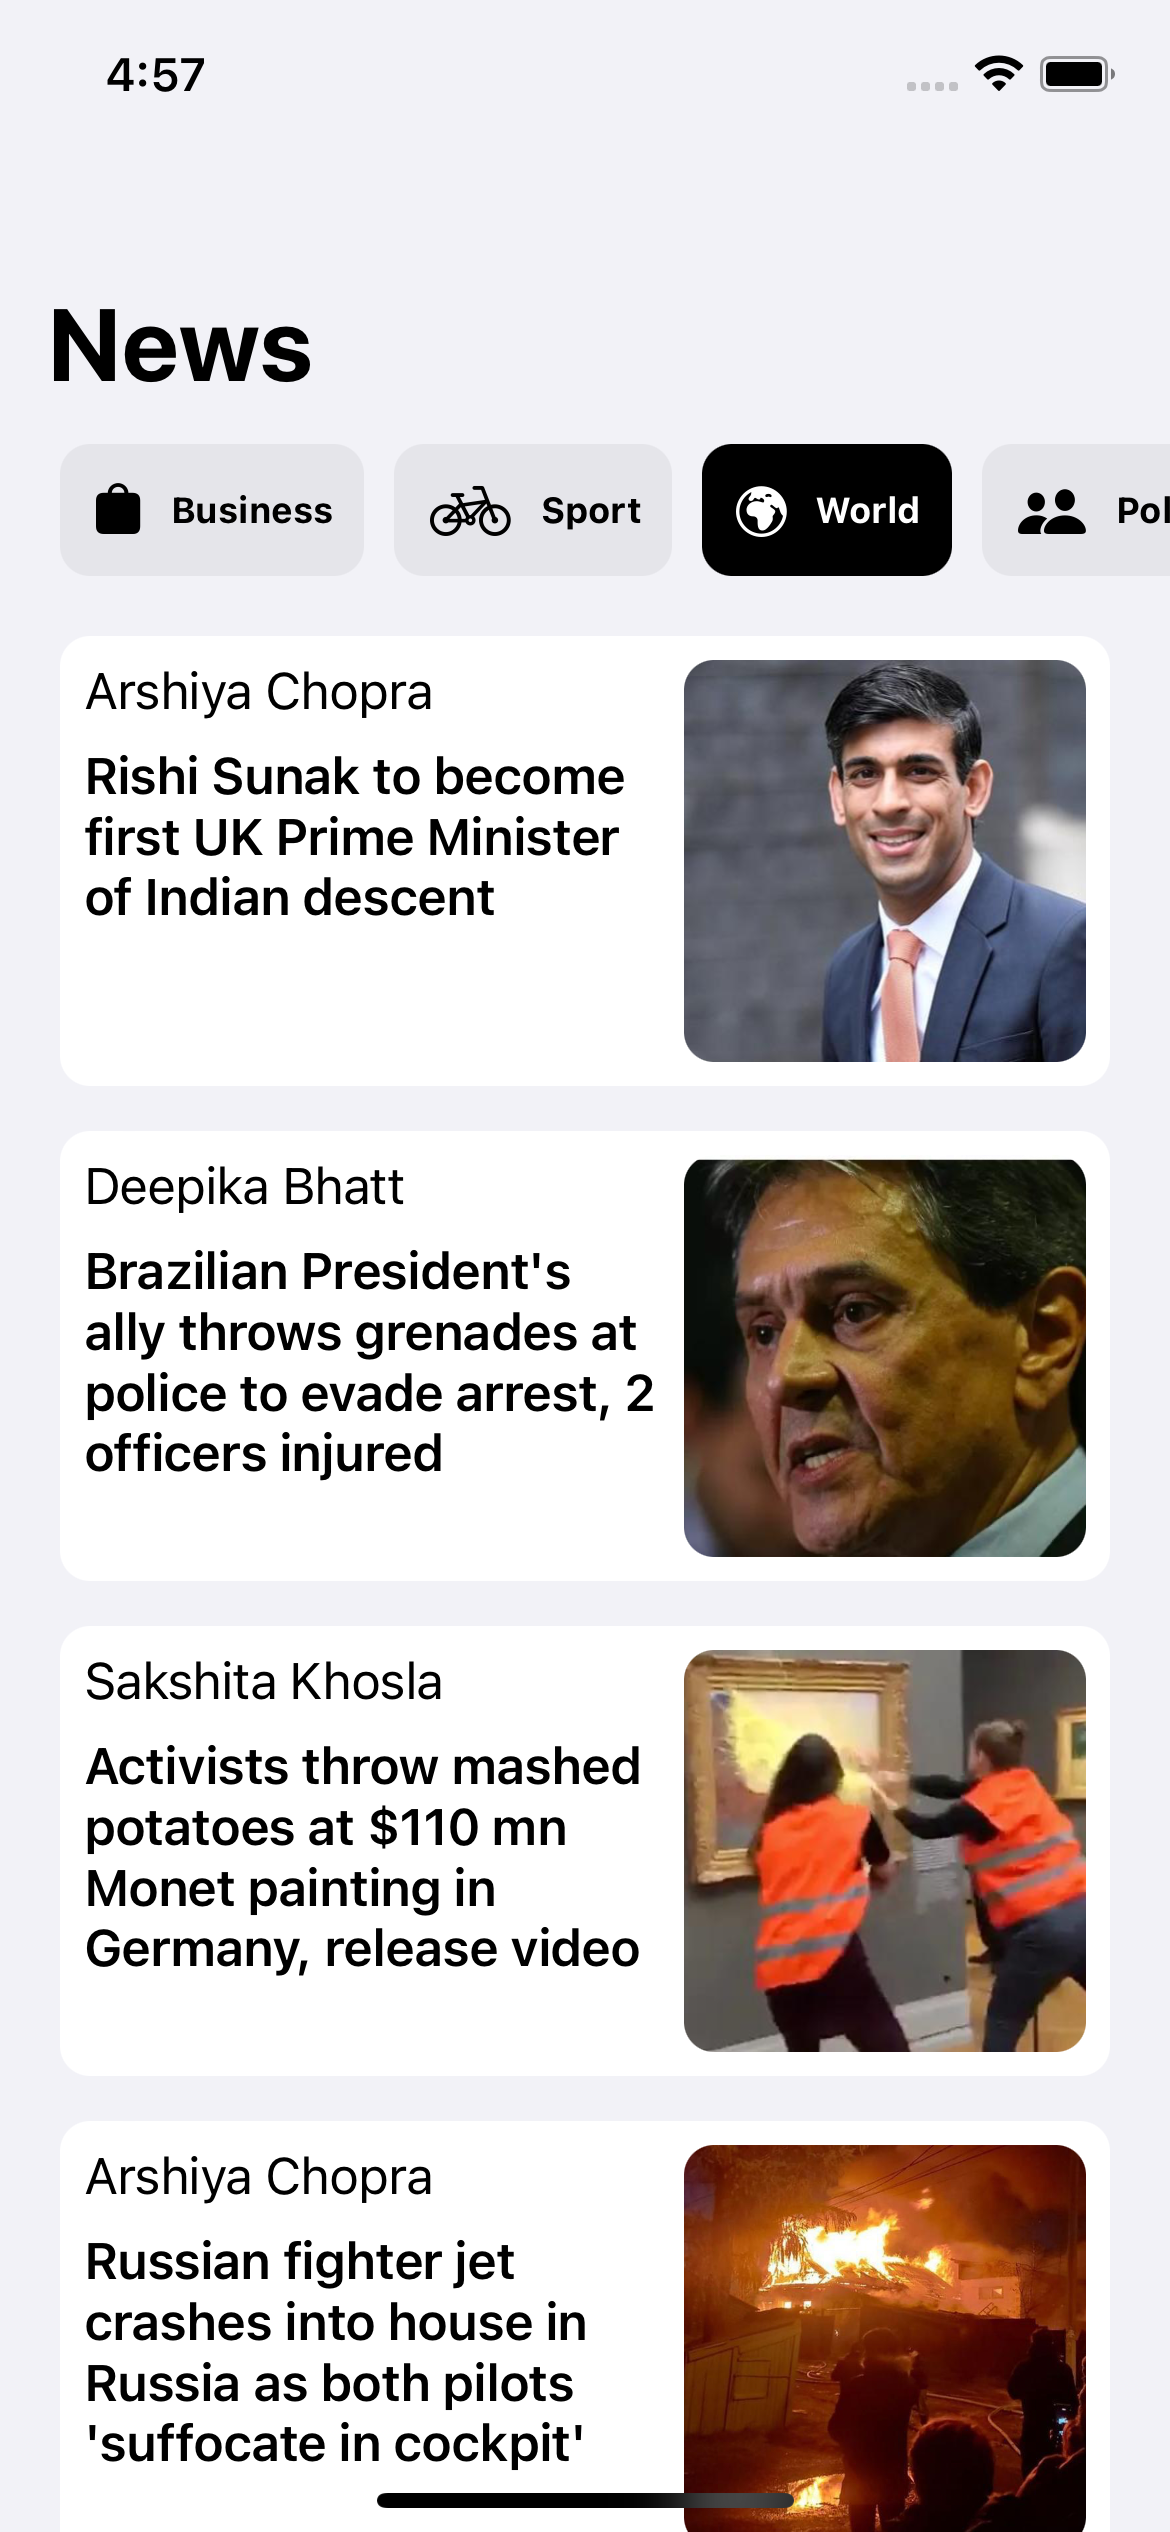 4:57
News
Business
Sport
World
Pol
Arshiya Chopra
Rishi Sunak to become
first UK Prime Minister
of Indian descent
Deepika Bhatt
Brazilian President's
ally throws grenades at
police to evade arrest, 2
officers injured
Sakshita Khosla
Activists throw mashed
potatoes at $110 mn
Monet painting in
Germany, release video
Arshiya Chopra
Russian fighter jet
crashes into house in
Russia as both pilots
'suffocate in cockpit'